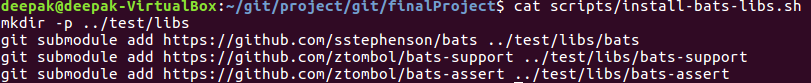 deepak@deepak-VirtualBox:~/git/project/git/finalProject$ cat scripts/install-bats-libs.sh
mkdir -p ../test/libs
git submodule add https://github.com/sstephenson/bats ../test/libs/bats
git submodule add https://github.com/ztombol/bats-support ../test/libs/bats-support
git submodule add https://github.com/ztombol/bats-assert ../test/libs/bats-assert